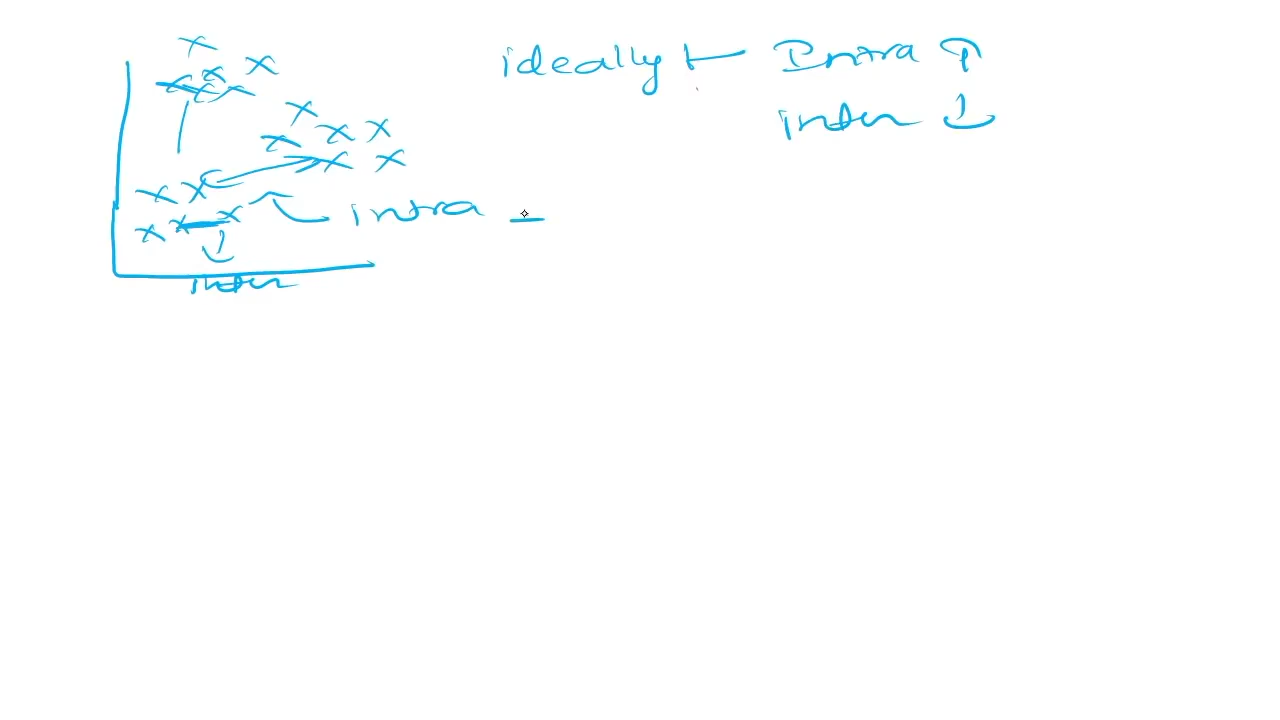 ideally Intra ↑
inter ↓
intra
inter